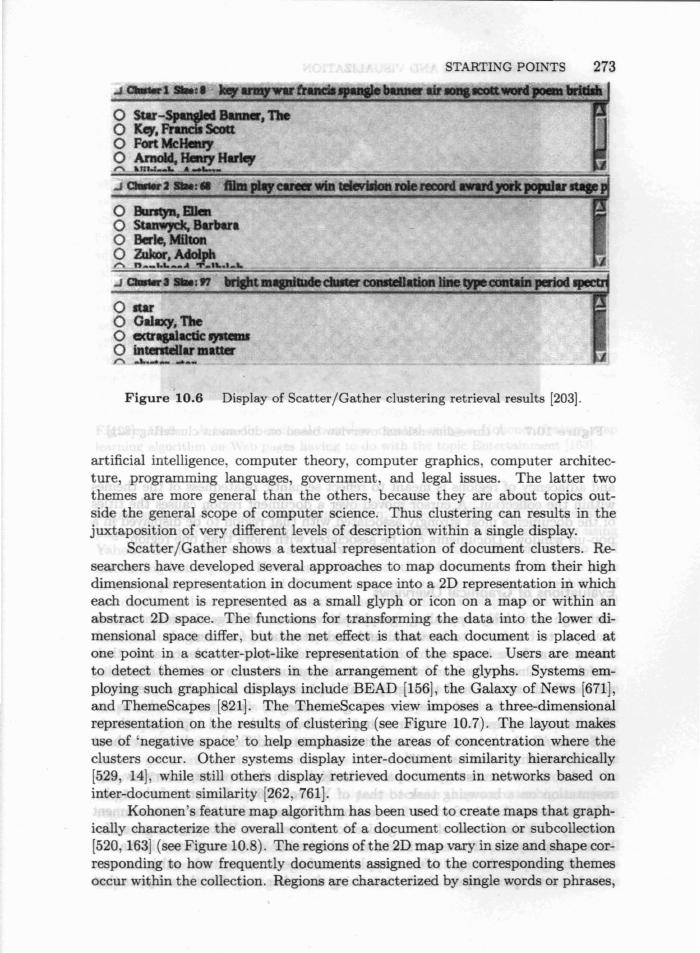 STARTING POINTS 273
Cluster 1 Size: 8 key army war francis spangle banner air song scott word poem british
Star-Spangled Banner, The
Key, Francis Scott
Fort McHenry
Arnold, Henry Harley
Cluster 2 Size: 68 film play career win television role record award york popular stage p
Burstyn, Ellen
Stanwyck, Barbara
Berle, Milton
Zukor, Adolph
Cluster 3 Size: 97 bright magnitude cluster constellation line type contain period spectr
star
Galaxy, The
extragalactic systems
interstellar matter
Figure 10.6 Display of Scatter/Gather clustering retrieval results [203].
artificial intelligence, computer theory, computer graphics, computer architec-
ture, programming languages, government, and legal issues. The latter two
themes are more general than the others, because they are about topics out-
side the general scope of computer science. Thus clustering can results in the
juxtaposition of very different levels of description within a single display.
Scatter/Gather shows a textual representation of document clusters. Re-
searchers have developed several approaches to map documents from their high
dimensional representation in document space into a 2D representation in which
each document is represented as a small glyph or icon on a map or within an
abstract 2D space. The functions for transforming the data into the lower di-
mensional space differ, but the net effect is that each document is placed at
one point in a scatter-plot-like representation of the space. Users are meant
to detect themes or clusters in the arrangement of the glyphs. Systems em-
ploying such graphical displays include BEAD [156], the Galaxy of News [671],
and ThemeScapes [821]. The ThemeScapes view imposes a three-dimensional
representation on the results of clustering (see Figure 10.7). The layout makes
use of ‘negative space’ to help emphasize the areas of concentration where the
clusters occur. Other systems display inter-document similarity hierarchically
[529, 14], while still others display retrieved documents in networks based on
inter-document similarity [262, 761].
Kohonen's feature map algorithm has been used to create maps that graph-
ically characterize the overall content of a document collection or subcollection
[520, 163] (see Figure 10.8). The regions of the 2D map vary in size and shape cor-
responding to how frequently documents assigned to the corresponding themes
occur within the collection. Regions are characterized by single words or phrases,